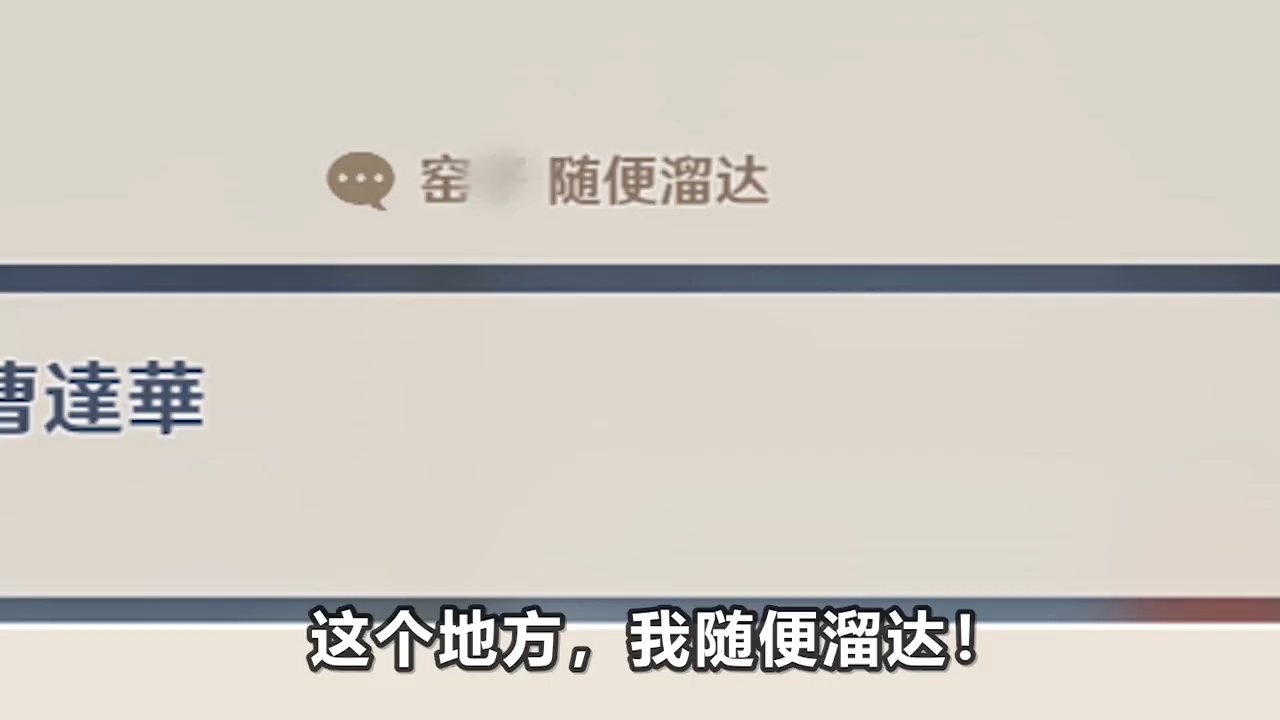 窑 随便溜达
曹達華
这个地方，我随便溜达！